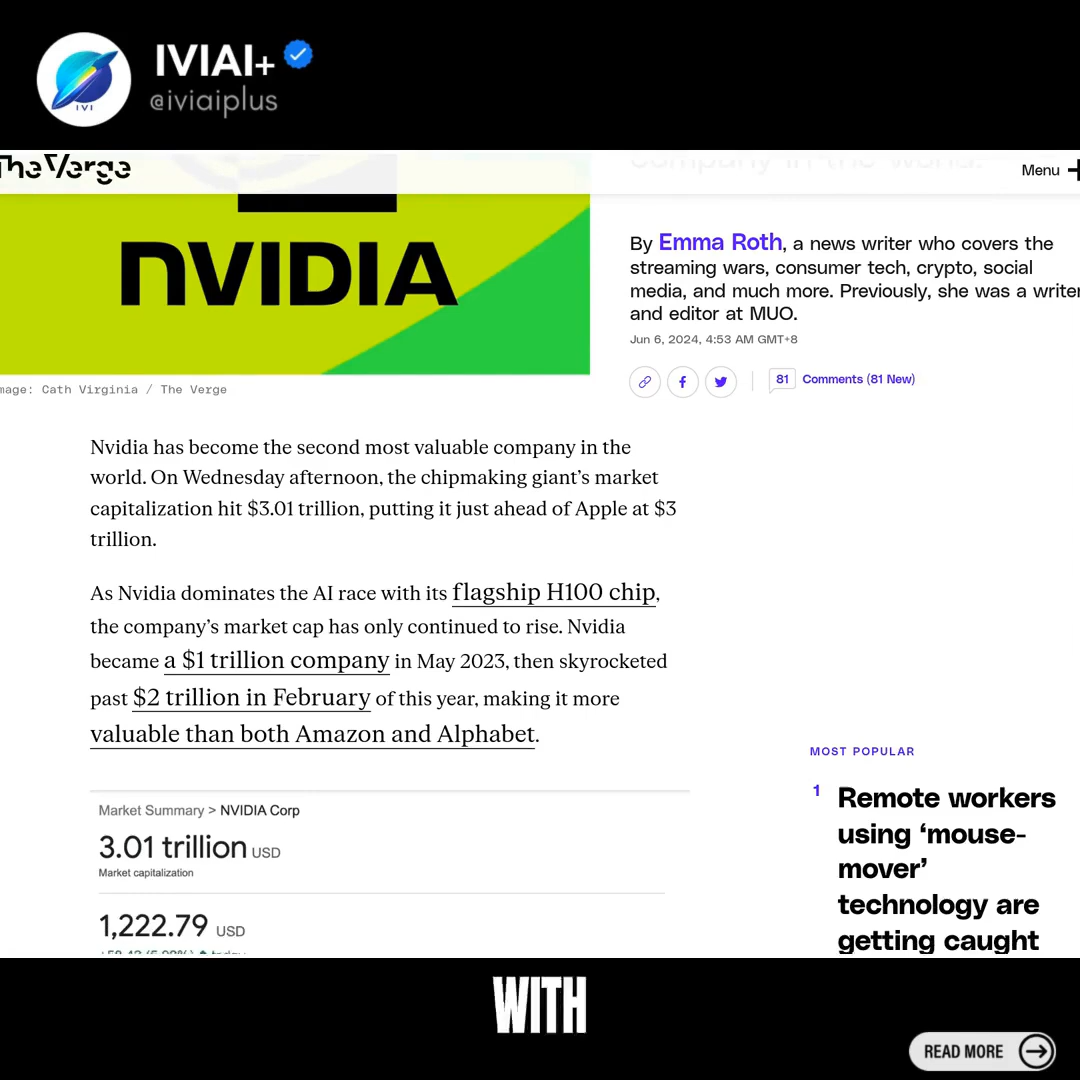 IVIAI+
@iviaiplus
IVI
The Verge
company in the world.
Menu
NVIDIA
By Emma Roth, a news writer who covers the
streaming wars, consumer tech, crypto, social
media, and much more. Previously, she was a writer
and editor at MUO.
Jun 6, 2024, 4:53 AM GMT+8
81 Comments (81 New)
mage: Cath Virginia / The Verge
Nvidia has become the second most valuable company in the
world. On Wednesday afternoon, the chipmaking giant’s market
capitalization hit $3.01 trillion, putting it just ahead of Apple at $3
trillion.
As Nvidia dominates the AI race with its flagship H100 chip,
the company’s market cap has only continued to rise. Nvidia
became a $1 trillion company in May 2023, then skyrocketed
past $2 trillion in February of this year, making it more
valuable than both Amazon and Alphabet.
Market Summary > NVIDIA Corp
3.01 trillion USD
Market capitalization
1,222.79 USD
MOST POPULAR
1 Remote workers
using ‘mouse-
mover’
technology are
getting caught
WITH
READ MORE